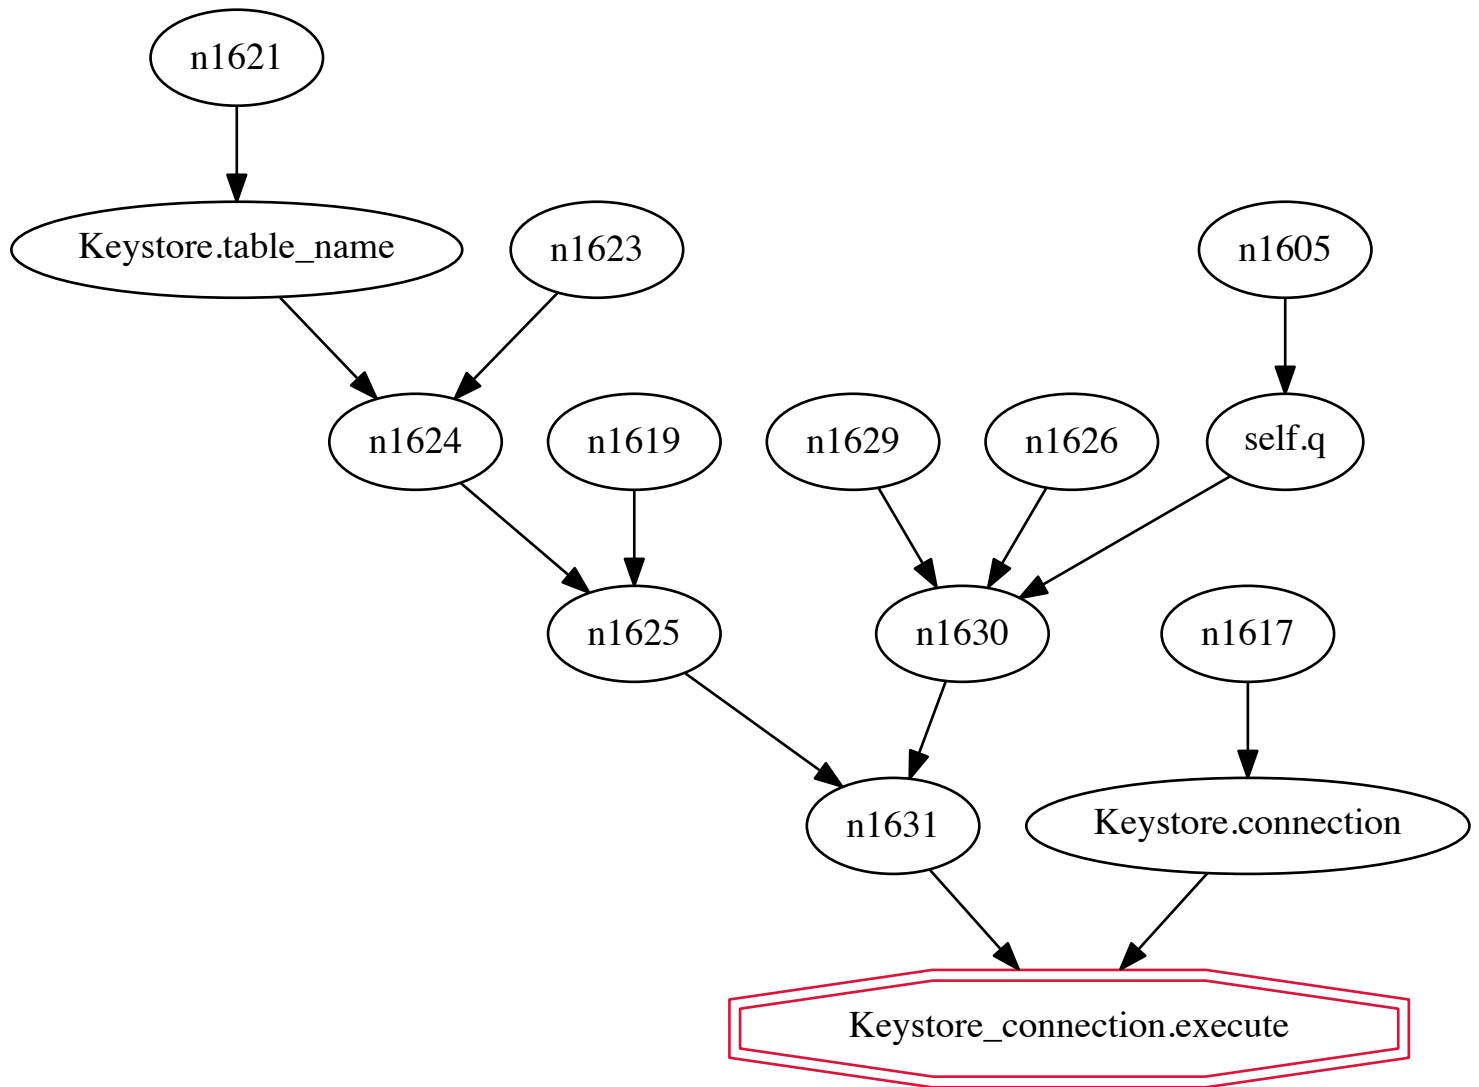 n1621
Keystore.table_name
n1623
n1605
n1624
n1619
n1629
n1626
self.q
n1625
n1630
n1617
n1631
Keystore.connection
Keystore_connection.execute